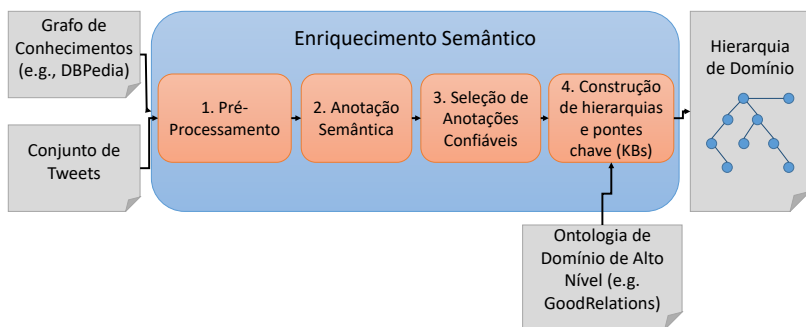 Grafo de
Conhecimentos
(e.g., DBPedia)
Conjunto de
Tweets
Enriquecimento Semântico
1. Pré-
Processamento
2. Anotação
Semântica
3. Seleção de
Anotações
Confiáveis
4. Construção
de hierarquias
e pontes
chave (KBs)
Ontologia de
Domínio de Alto
Nível (e.g.
GoodRelations)
Hierarquia
de Domínio